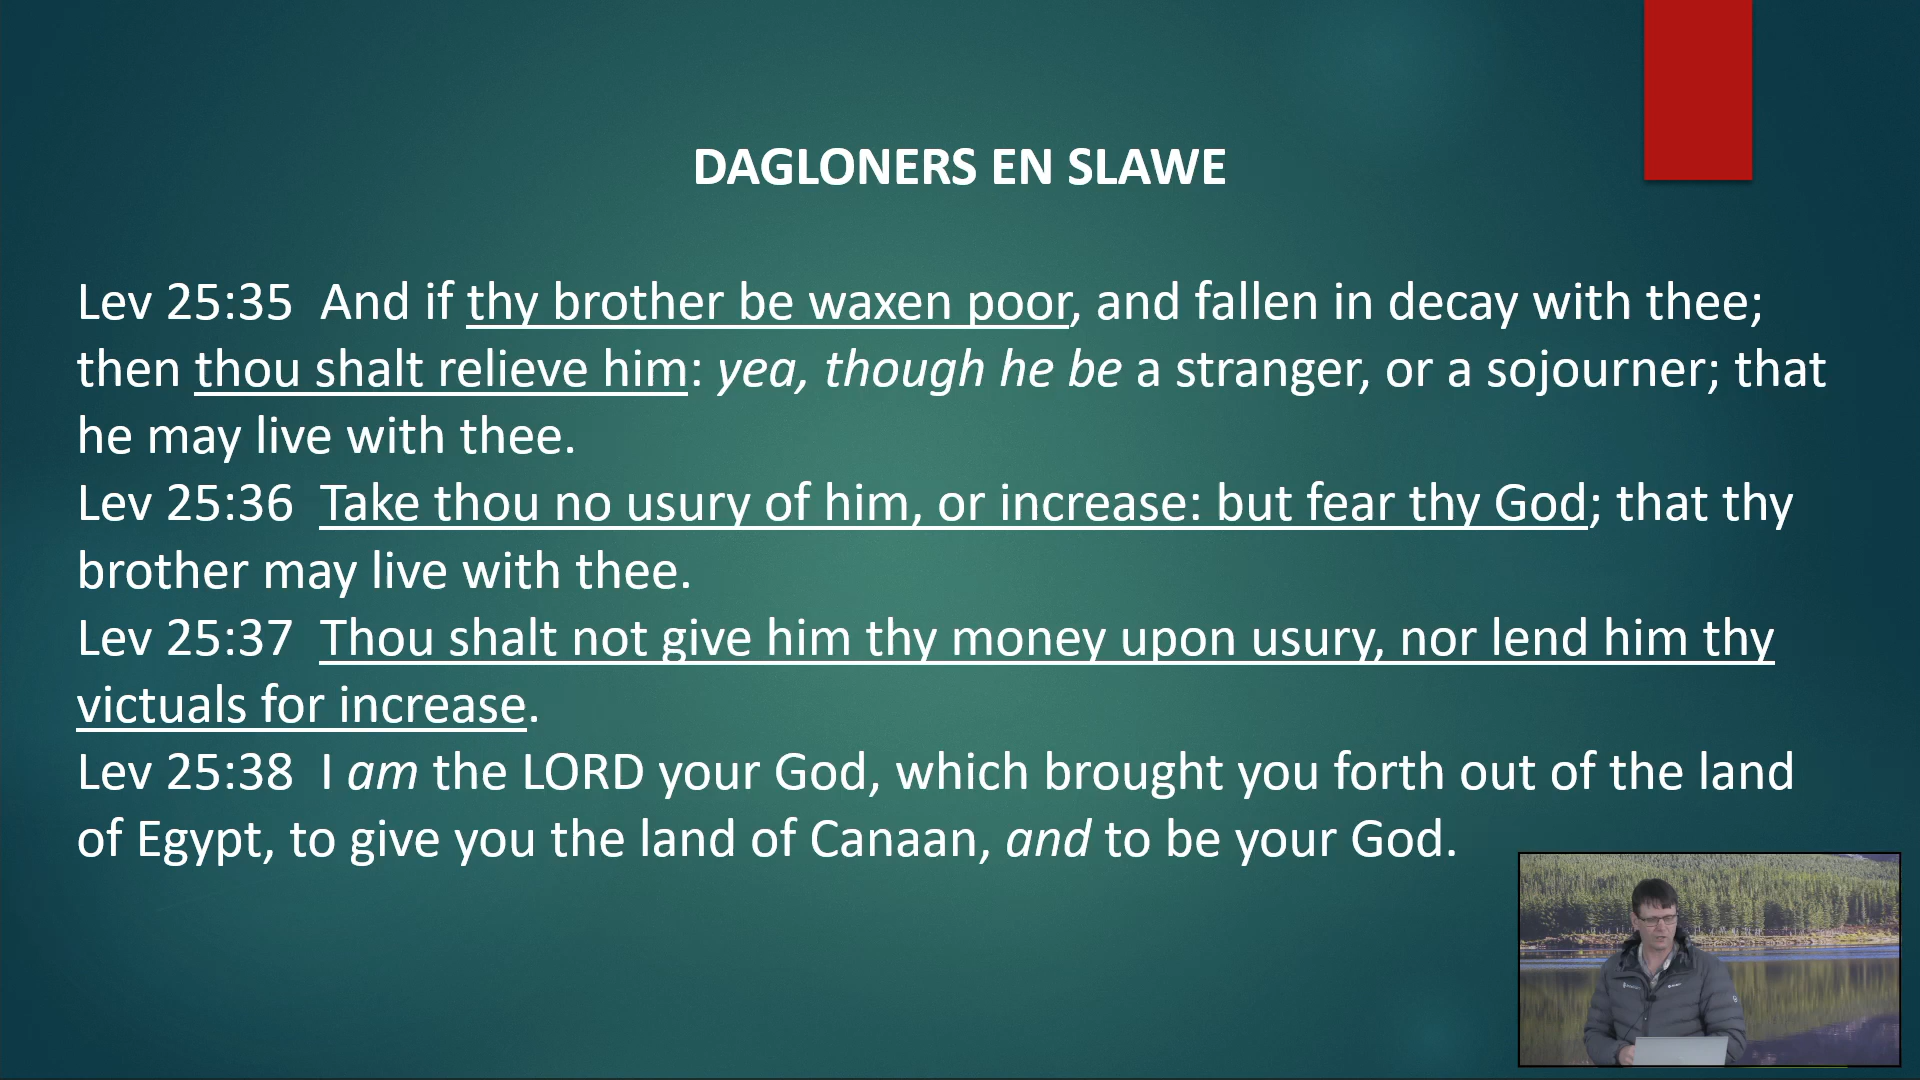 DAGLONERS EN SLAWE
Lev 25:35  And if thy brother be waxen poor, and fallen in decay with thee;
then thou shalt relieve him: yea, though he be a stranger, or a sojourner; that
he may live with thee.
Lev 25:36  Take thou no usury of him, or increase: but fear thy God; that thy
brother may live with thee.
Lev 25:37  Thou shalt not give him thy money upon usury, nor lend him thy
victuals for increase.
Lev 25:38  I am the LORD your God, which brought you forth out of the land
of Egypt, to give you the land of Canaan, and to be your God.